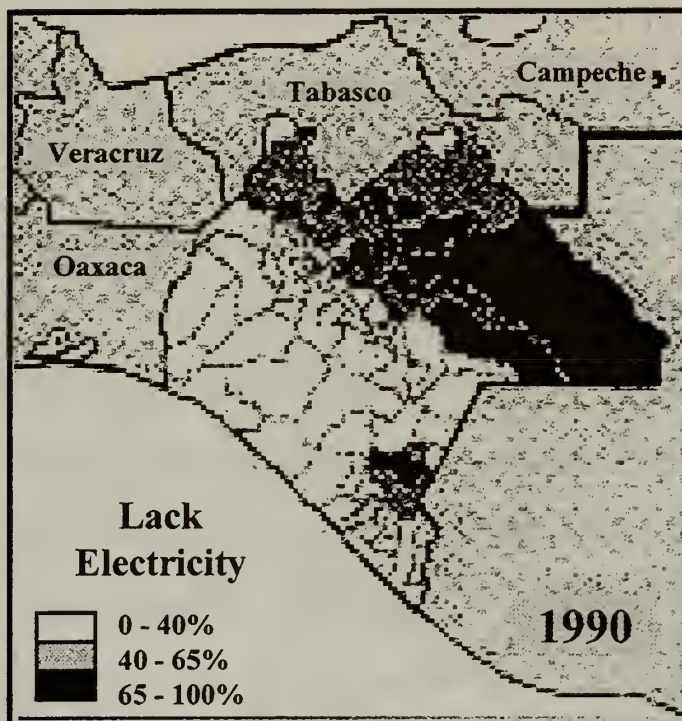 Campeche
Tabasco
Veracruz
Oaxaca
Lack
Electricity
0 - 40%
40 - 65%
65 - 100%
1990